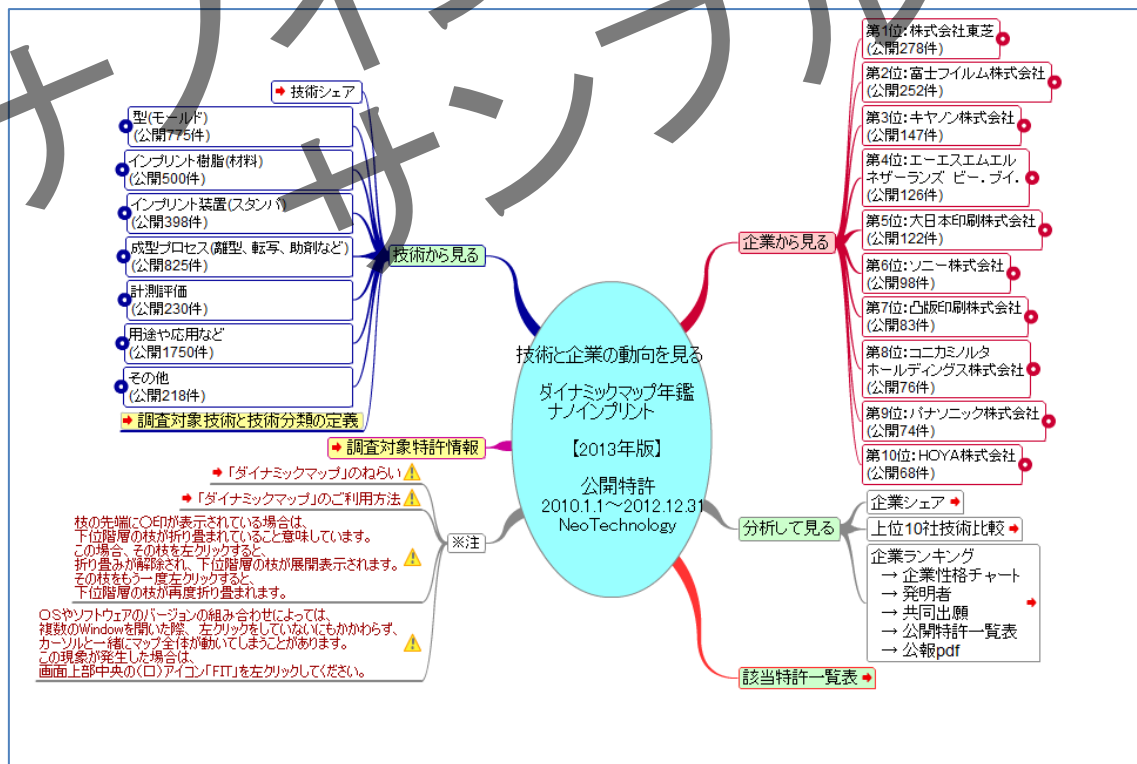 ナノイン
サンプル
技術と企業の動向を見る
ダイナミックマップ年鑑
ナノインプリント
【2013年版】
公開特許
2010.1.1～2012.12.31
NeoTechnology
技術から見る
➡ 技術シェア
型(モールド)
(公開775件)
インプリント樹脂(材料)
(公開500件)
インプリント装置(スタンパ)
(公開398件)
成型プロセス(離型、転写、助剤など)
(公開825件)
計測評価
(公開230件)
用途や応用など
(公開1750件)
その他
(公開218件)
➡ 調査対象技術と技術分類の定義
➡ 調査対象特許情報
※注
➡ 「ダイナミックマップ」のねらい
➡ 「ダイナミックマップ」のご利用方法
枝の先端に○印が表示されている場合は、
下位階層の枝が折り畳まれていること意味しています。
この場合、その枝を左クリックすると、
折り畳みが解除され、下位階層の枝が展開表示されます。
その枝をもう一度左クリックすると、
下位階層の枝が再度折り畳まれます。
OSやソフトウェアのバージョンの組み合わせによっては、
複数のWindowを開いた際、左クリックをしていないにもかかわらず、
カーソルと一緒にマップ全体が動いてしまうことがあります。
この現象が発生した場合は、
画面上部中央の(口)アイコン「FIT」を左クリックしてください。
企業から見る
第1位:株式会社東芝
(公開278件)
第2位:富士フイルム株式会社
(公開252件)
第3位:キヤノン株式会社
(公開147件)
第4位:エーエスエムエル
ネザーランズ ビー.ブイ.
(公開126件)
第5位:大日本印刷株式会社
(公開122件)
第6位:ソニー株式会社
(公開98件)
第7位:凸版印刷株式会社
(公開83件)
第8位:コニカミノルタ
ホールディングス株式会社
(公開76件)
第9位:パナソニック株式会社
(公開74件)
第10位:HOYA株式会社
(公開68件)
分析して見る
企業シェア ➡
上位10社技術比較 ➡
企業ランキング
→ 企業性格チャート
→ 発明者
→ 共同出願
→ 公開特許一覧表
→ 公報pdf
該当特許一覧表 ➡